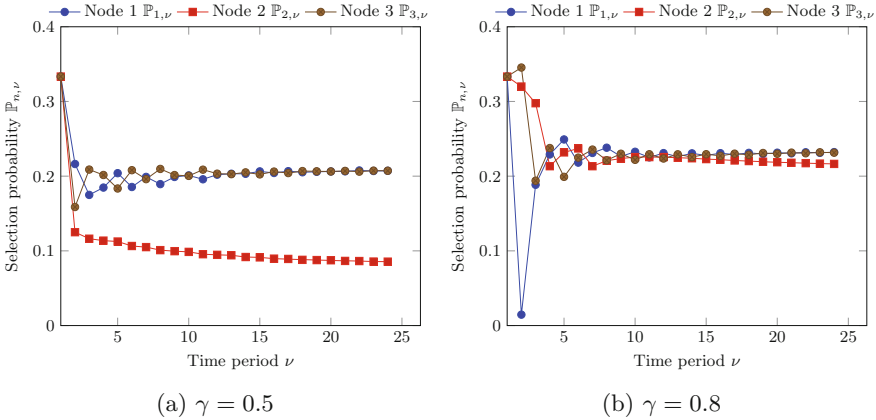 Node 1 ℙ₁,ν Node 2 ℙ₂,ν Node 3 ℙ₃,ν
0.4
0.3
0.2
0.1
0
Selection probability ℙₙ,ν
5 10 15 20 25
Time period ν
(a) γ = 0.5
Node 1 ℙ₁,ν Node 2 ℙ₂,ν Node 3 ℙ₃,ν
0.4
0.3
0.2
0.1
0
Selection probability ℙₙ,ν
5 10 15 20 25
Time period ν
(b) γ = 0.8